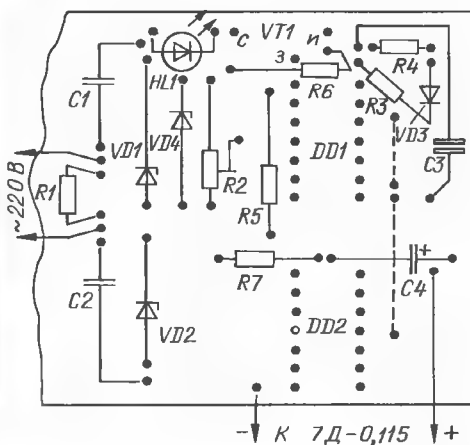 с VT1 и
C1 HL1 з R4
R6 R3
VD1 VD4 VD3
~220В R1 R2 DD1 C3
R5
C2 R7 C4 +
VD2 DD2
- К 7Д-0,115 +